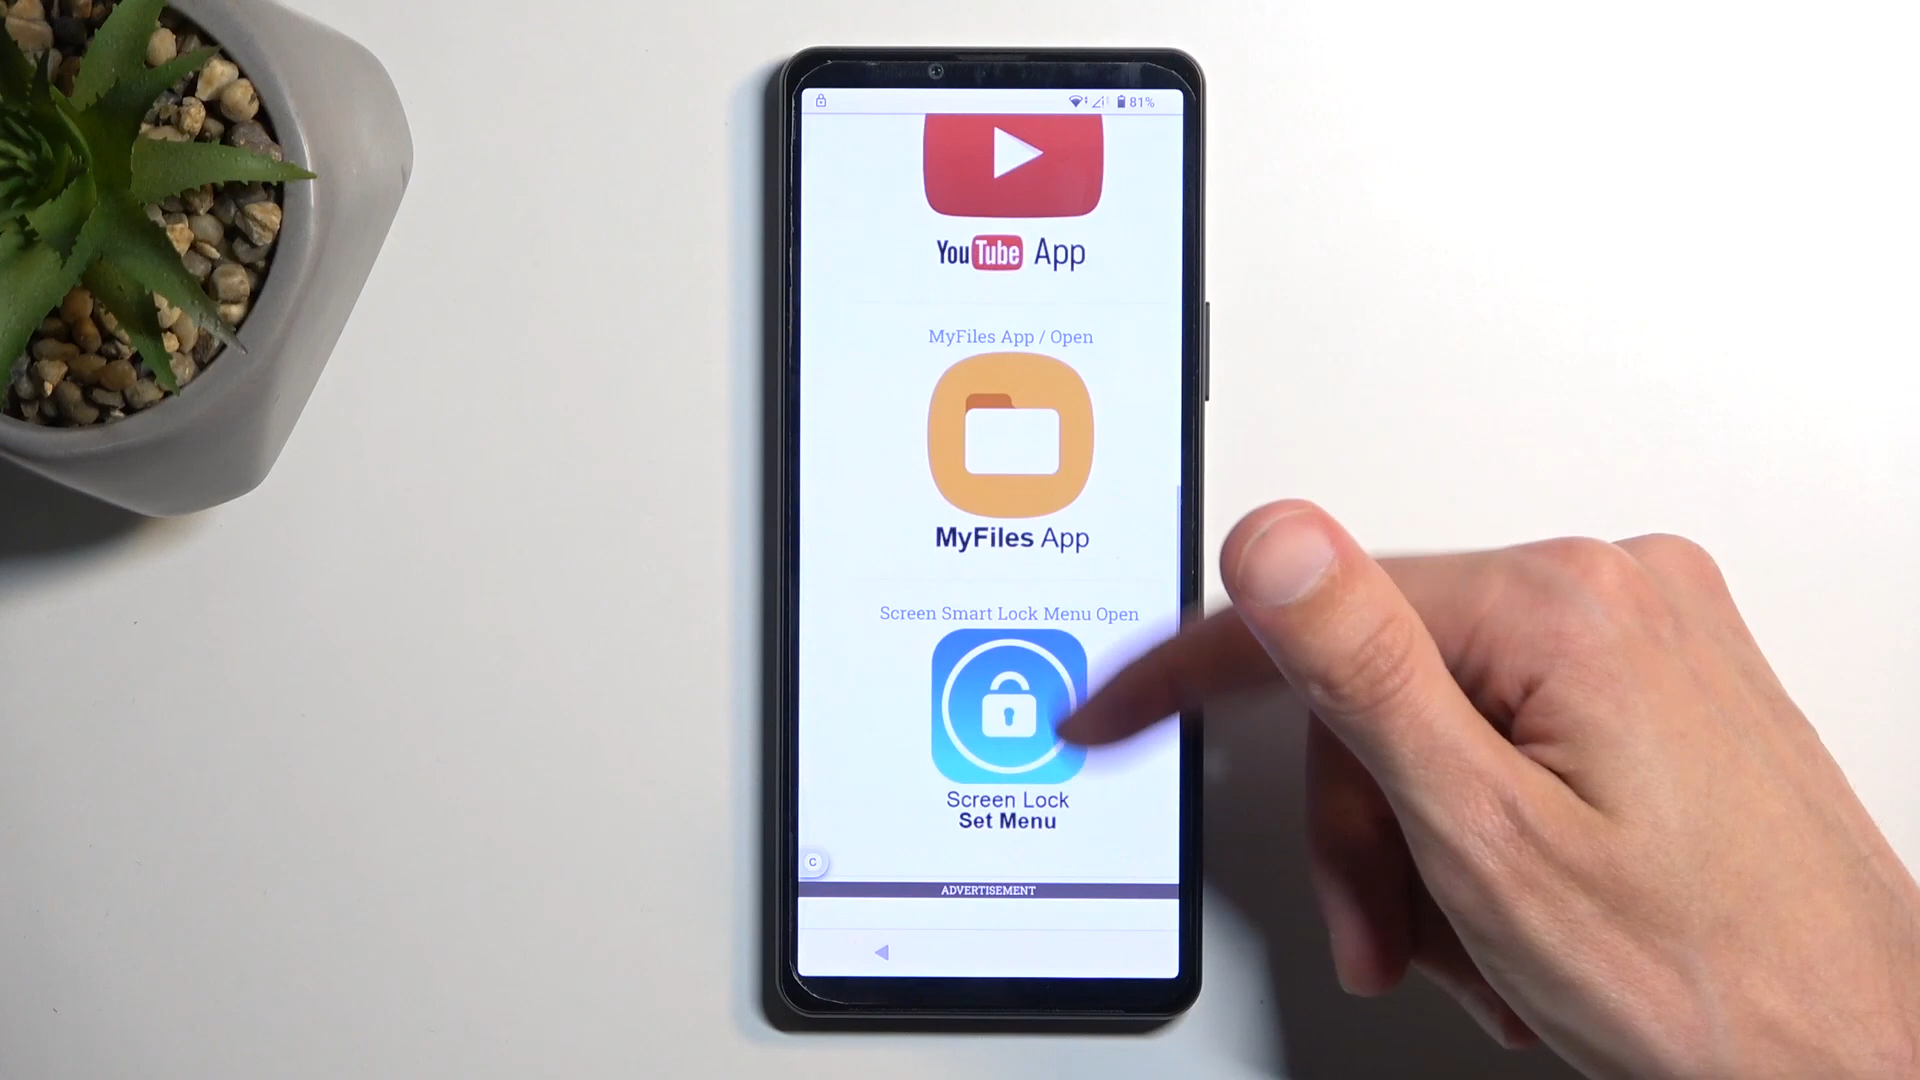 81%
YouTube App
MyFiles App / Open
MyFiles App
Screen Smart Lock Menu Open
Screen Lock
Set Menu
C
ADVERTISEMENT